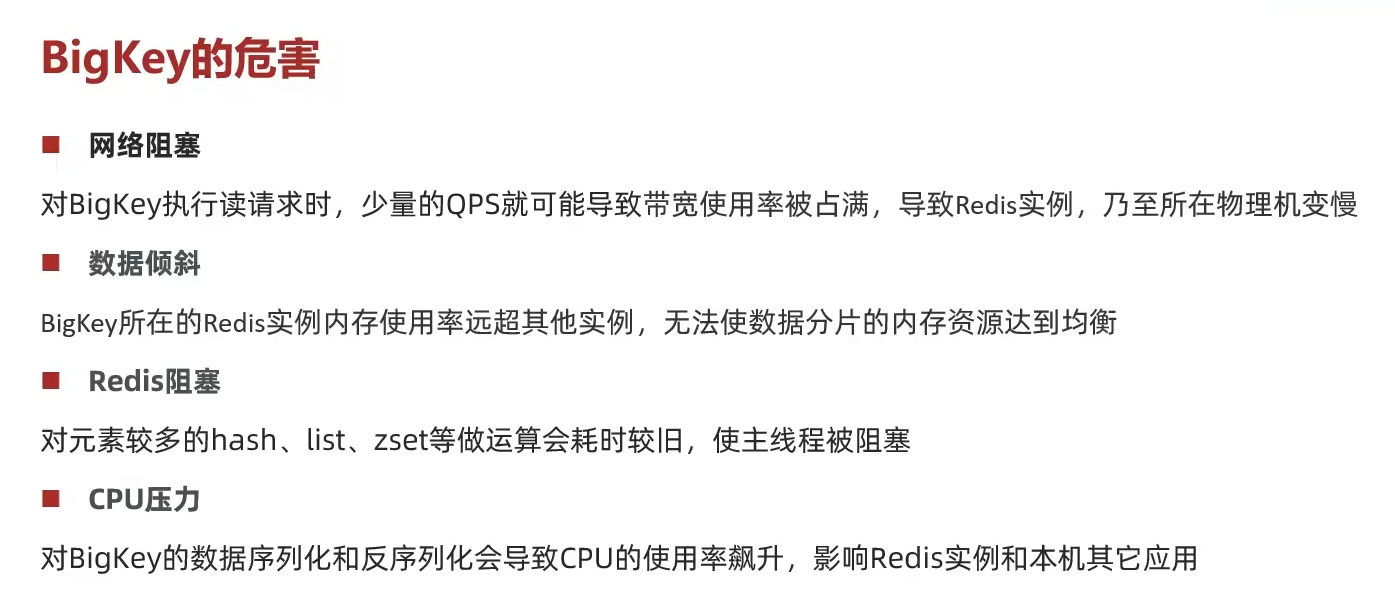 BigKey的危害
网络阻塞
对BigKey执行读请求时，少量的QPS就可能导致带宽使用率被占满，导致Redis实例，乃至所在物理机变慢
数据倾斜
BigKey所在的Redis实例内存使用率远超其他实例，无法使数据分片的内存资源达到均衡
Redis阻塞
对元素较多的hash、list、zset等做运算会耗时较旧，使主线程被阻塞
CPU压力
对BigKey的数据序列化和反序列化会导致CPU的使用率飙升，影响Redis实例和本机其它应用